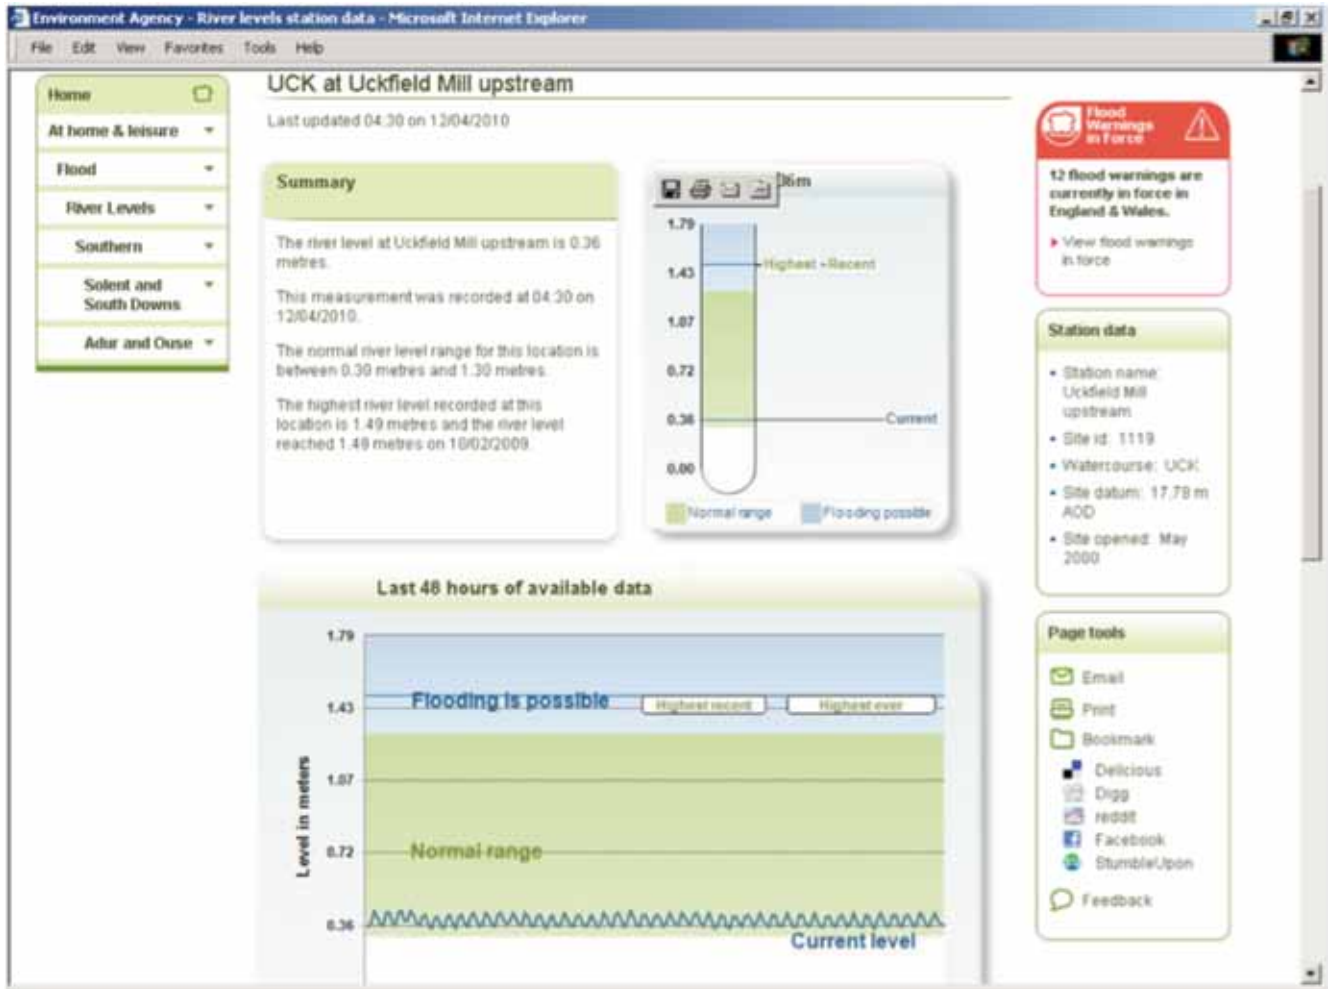 Environment Agency - River levels station data - Microsoft Internet Explorer
File Edit View Favorites Tools Help
Home
At home & leisure
Flood
River Levels
Southern
Solent and
South Downs
Adur and Ouse
UCK at Uckfield Mill upstream
Last updated 04:30 on 12/04/2010
Summary
The river level at Uckfield Mill upstream is 0.36
metres.
This measurement was recorded at 04:30 on
12/04/2010.
The normal river level range for this location is
between 0.30 metres and 1.30 metres.
The highest river level recorded at this
location is 1.49 metres and the river level
reached 1.49 metres on 10/02/2009.
36m
1.79
1.43
1.07
0.72
0.36
0.00
Highest - Recent
Current
Normal range
Flooding possible
Last 48 hours of available data
Level in meters
1.79
1.43
1.07
0.72
0.36
Flooding is possible
Highest recent
Highest ever
Normal range
Current level
Flood
Warnings
in Force
12 flood warnings are
currently in force in
England & Wales.
View flood warnings
in force
Station data
Station name:
Uckfield Mill
upstream
Site id: 1119
Watercourse: UCK
Site datum: 17.78 m
AOD
Site opened: May
2000
Page tools
Email
Print
Bookmark
Delicious
Digg
reddit
Facebook
StumbleUpon
Feedback